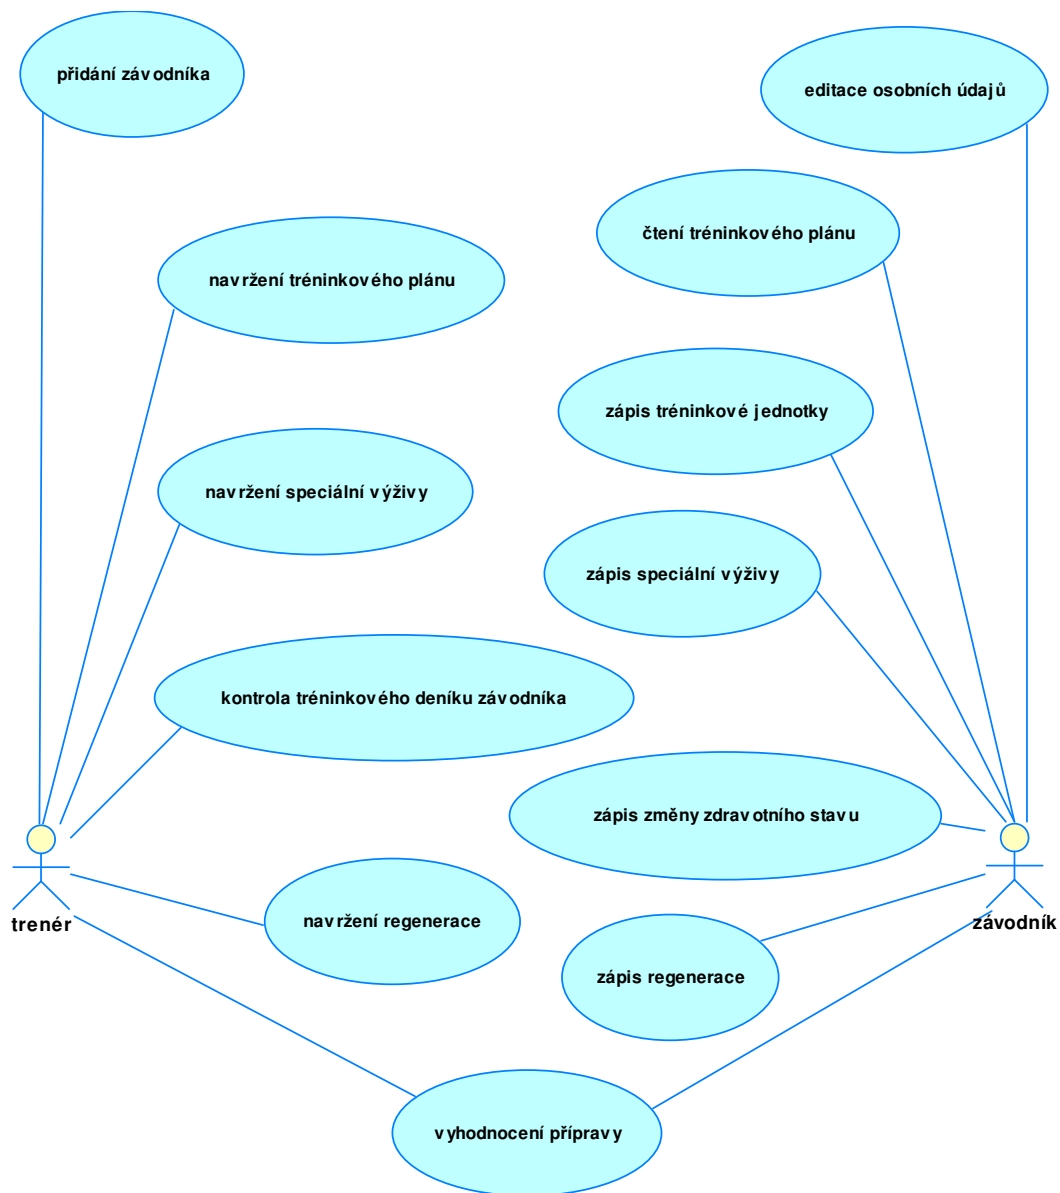 přidání závodníka
editace osobních údajů
čtení tréninkového plánu
navržení tréninkového plánu
zápis tréninkové jednotky
navržení speciální výživy
zápis speciální výživy
kontrola tréninkového deníku závodníka
zápis změny zdravotního stavu
navržení regenerace
trenér
závodník
zápis regenerace
vyhodnocení přípravy